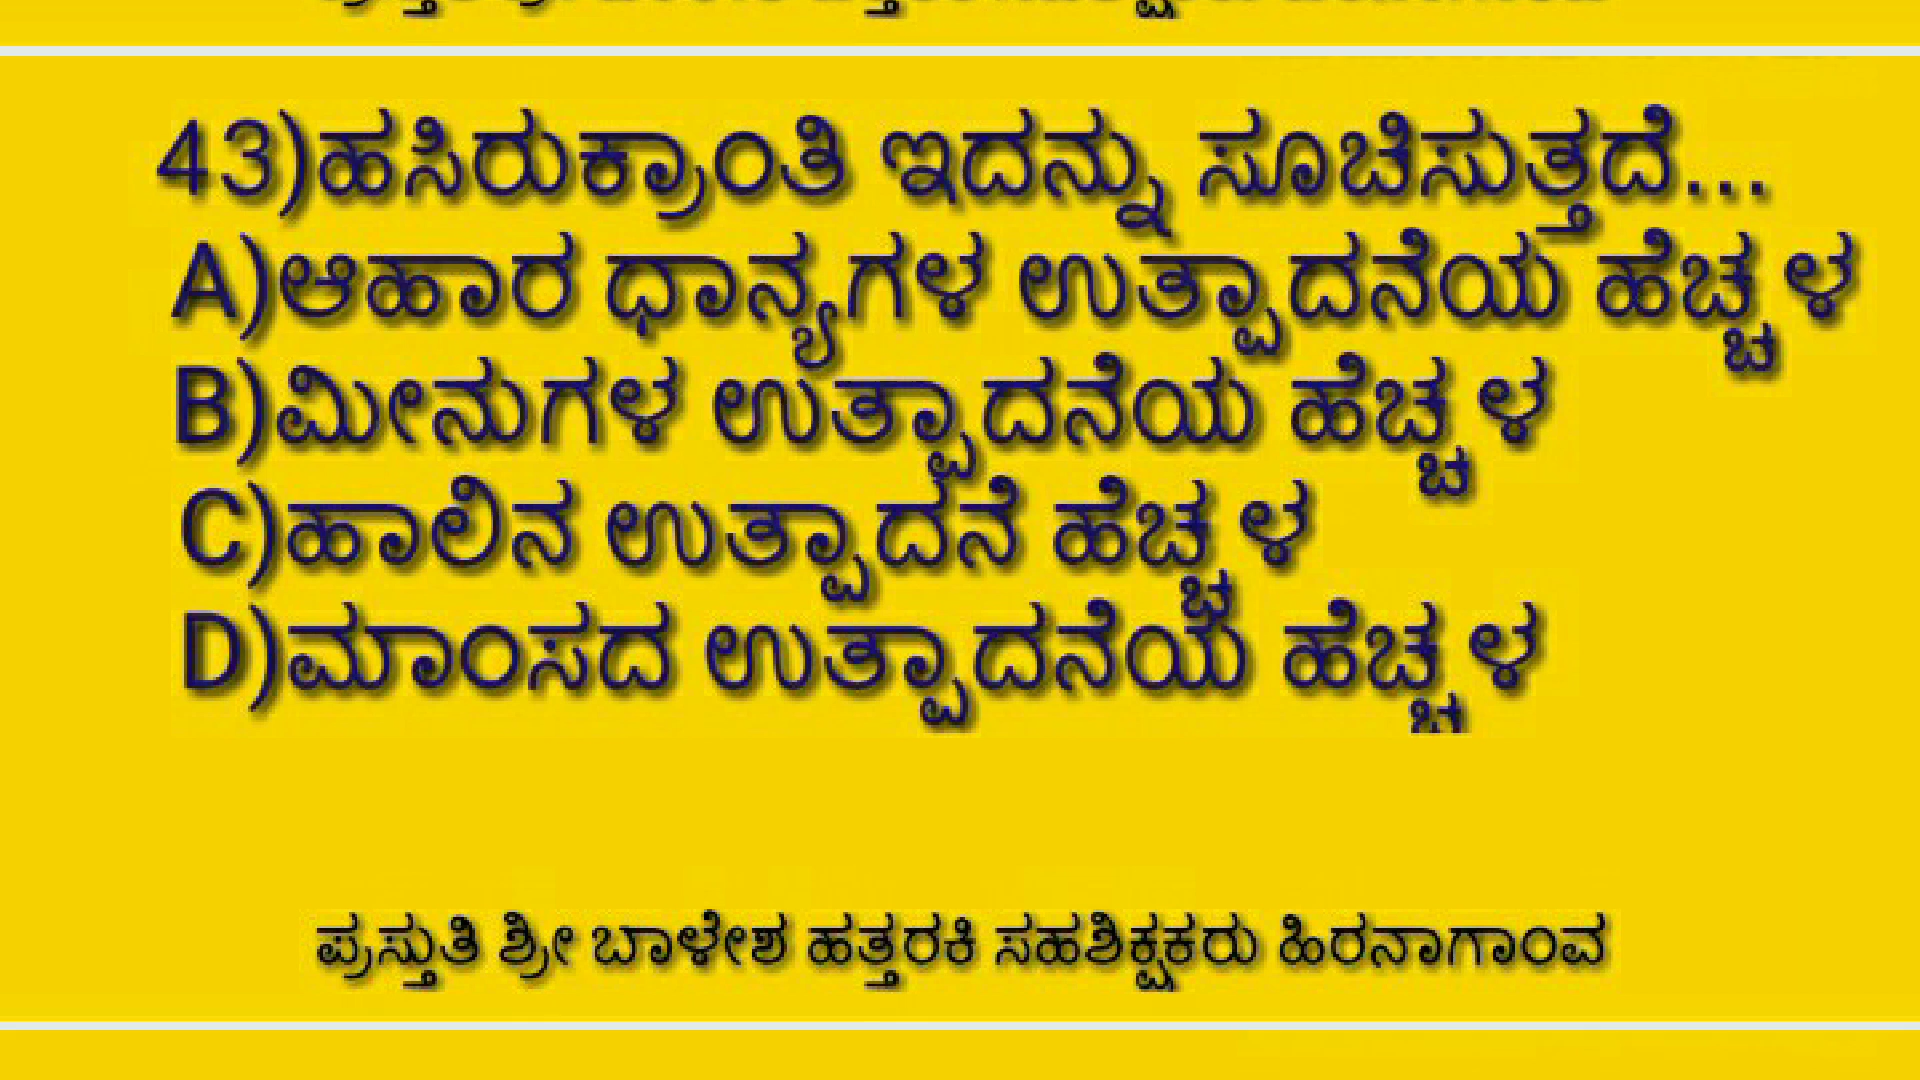 43)ಹಸಿರುಕ್ರಾಂತಿ ಇದನ್ನು ಸೂಚಿಸುತ್ತದೆ...
A)ಆಹಾರ ಧಾನ್ಯಗಳ ಉತ್ಪಾದನೆಯ ಹೆಚ್ಚಳ
B)ಮೀನುಗಳ ಉತ್ಪಾದನೆಯ ಹೆಚ್ಚಳ
C)ಹಾಲಿನ ಉತ್ಪಾದನೆ ಹೆಚ್ಚಳ
D)ಮಾಂಸದ ಉತ್ಪಾದನೆಯ ಹೆಚ್ಚಳ
ಪ್ರಸ್ತುತಿ ಶ್ರೀ ಬಾಳೇಶ ಹತ್ತರಕಿ ಸಹಶಿಕ್ಷಕರು ಹಿರನಾಗಾಂವ